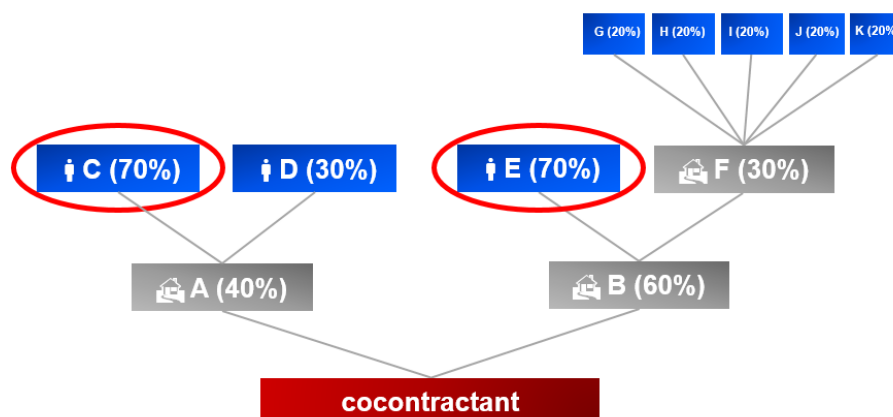 G (20%) H (20%) I (20%) J (20%) K (20%
C (70%) D (30%) E (70%) F (30%)
A (40%) B (60%)
cocontractant